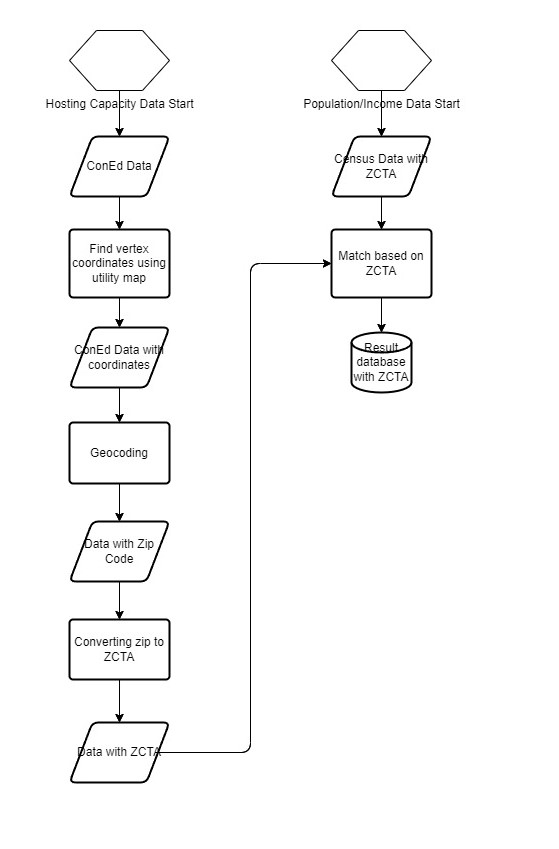 Hosting Capacity Data Start
ConEd Data
Find vertex
coordinates using
utility map
ConEd Data with
coordinates
Geocoding
Data with Zip
Code
Converting zip to
ZCTA
Data with ZCTA
Population/Income Data Start
Census Data with
ZCTA
Match based on
ZCTA
Result
database
with ZCTA